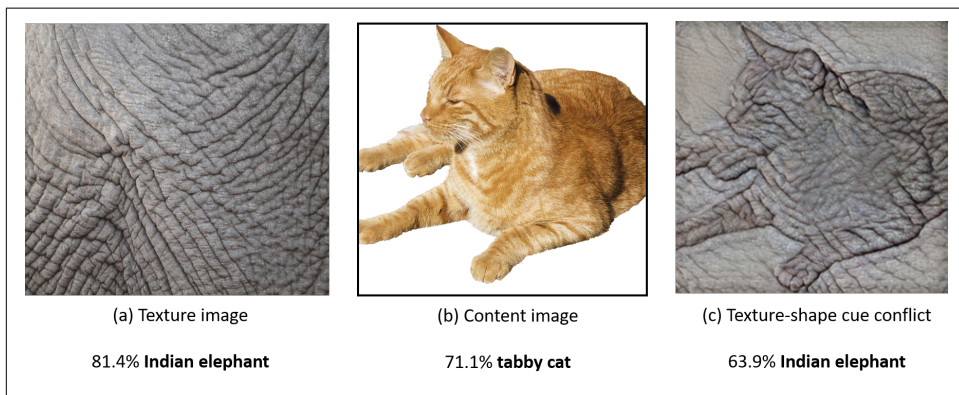 (a) Texture image
(b) Content image
(c) Texture-shape cue conflict
81.4% Indian elephant
71.1% tabby cat
63.9% Indian elephant